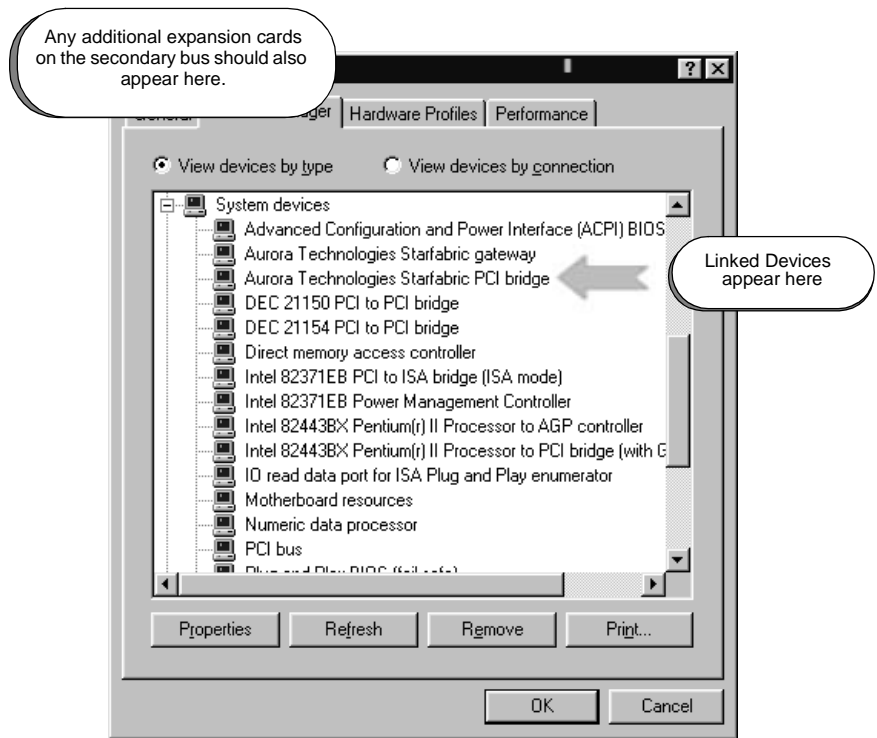 Any additional expansion cards
on the secondary bus should also
appear here.
? ×
Hardware Profiles
Performance
View devices by type
View devices by connection
System devices
Advanced Configuration and Power Interface (ACPI) BIOS
Aurora Technologies Starfabric gateway
Aurora Technologies Starfabric PCI bridge
Linked Devices
appear here
DEC 21150 PCI to PCI bridge
DEC 21154 PCI to PCI bridge
Direct memory access controller
Intel 82371EB PCI to ISA bridge (ISA mode)
Intel 82371EB Power Management Controller
Intel 82443BX Pentium(r) II Processor to AGP controller
Intel 82443BX Pentium(r) II Processor to PCI bridge (with G
IO read data port for ISA Plug and Play enumerator
Motherboard resources
Numeric data processor
PCI bus
Plug and Play BIOS (fail safe)
Properties
Refresh
Remove
Print...
OK
Cancel